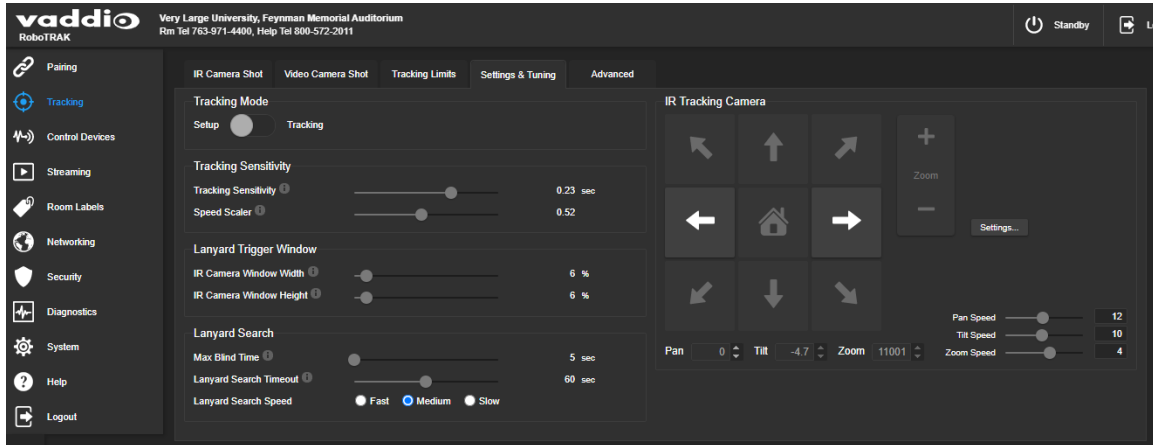 vaddio
RoboTRAK
Very Large University, Feynman Memorial Auditorium
Rm Tel 763-971-4400, Help Tel 800-572-2011
Standby
Pairing
Tracking
Control Devices
Streaming
Room Labels
Networking
Security
Diagnostics
System
Help
Logout
IR Camera Shot Video Camera Shot Tracking Limits Settings & Tuning Advanced
Tracking Mode
Setup Tracking
Tracking Sensitivity
Tracking Sensitivity 0.23 sec
Speed Scaler 0.52
Lanyard Trigger Window
IR Camera Window Width 6 %
IR Camera Window Height 6 %
Lanyard Search
Max Blind Time 5 sec
Lanyard Search Timeout 60 sec
Lanyard Search Speed Fast Medium Slow
IR Tracking Camera
Zoom
Settings...
Pan Speed 12
Tilt Speed 10
Zoom Speed 4
Pan 0 Tilt -4.7 Zoom 11001